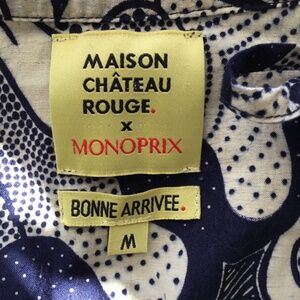 MAISON
CHÂTEAU
ROUGE.
x
MONOPRIX
BONNE ARRIVEE.
M